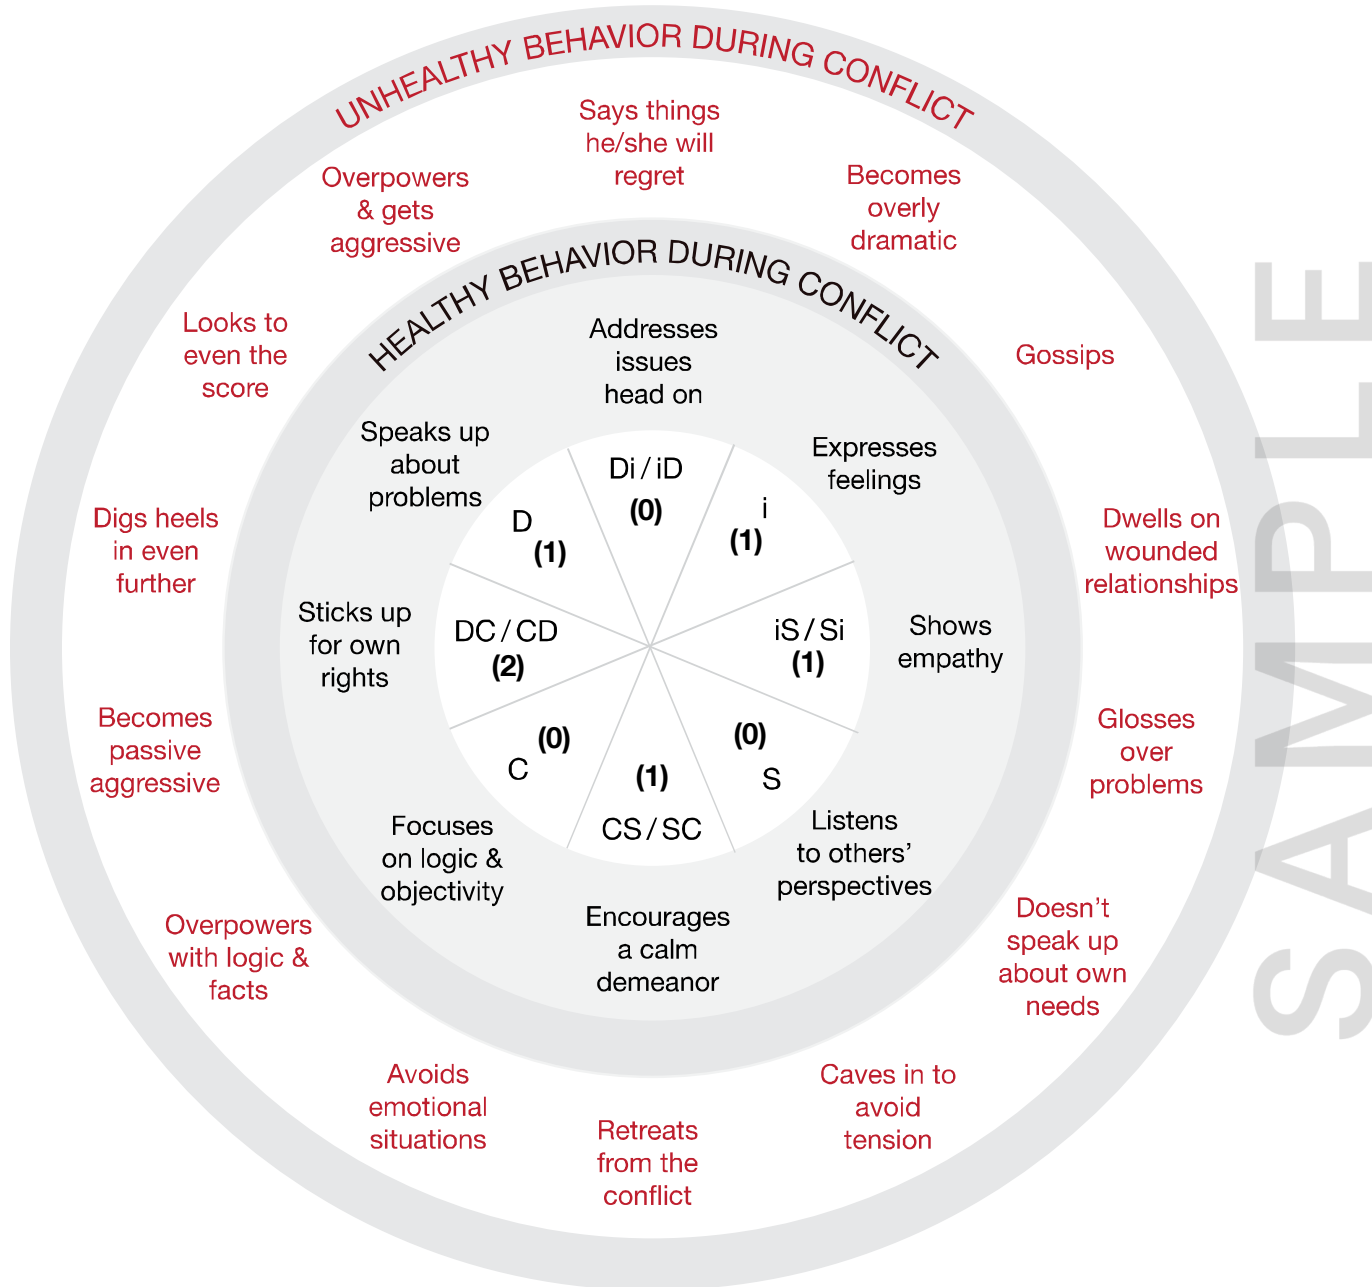 UNHEALTHY BEHAVIOR DURING CONFLICT
Says things
he/she will
regret
Becomes
overly
dramatic
Gossips
Dwells on
wounded
relationships
Glosses
over
problems
Doesn't
speak up
about own
needs
Caves in to
avoid
tension
Retreats
from the
conflict
Avoids
emotional
situations
Overpowers
with logic &
facts
Becomes
passive
aggressive
Digs heels
in even
further
Looks to
even the
score
Overpowers
& gets
aggressive
HEALTHY BEHAVIOR DURING CONFLICT
Addresses
issues
head on
Expresses
feelings
Shows
empathy
Listens
to others’
perspectives
Encourages
a calm
demeanor
Focuses
on logic &
objectivity
Sticks up
for own
rights
Speaks up
about
problems
Di / iD
(0)
i
(1)
iS / Si
(1)
(0)
S
(1)
CS / SC
(0)
C
DC / CD
(2)
D
(1)
SAMPLE